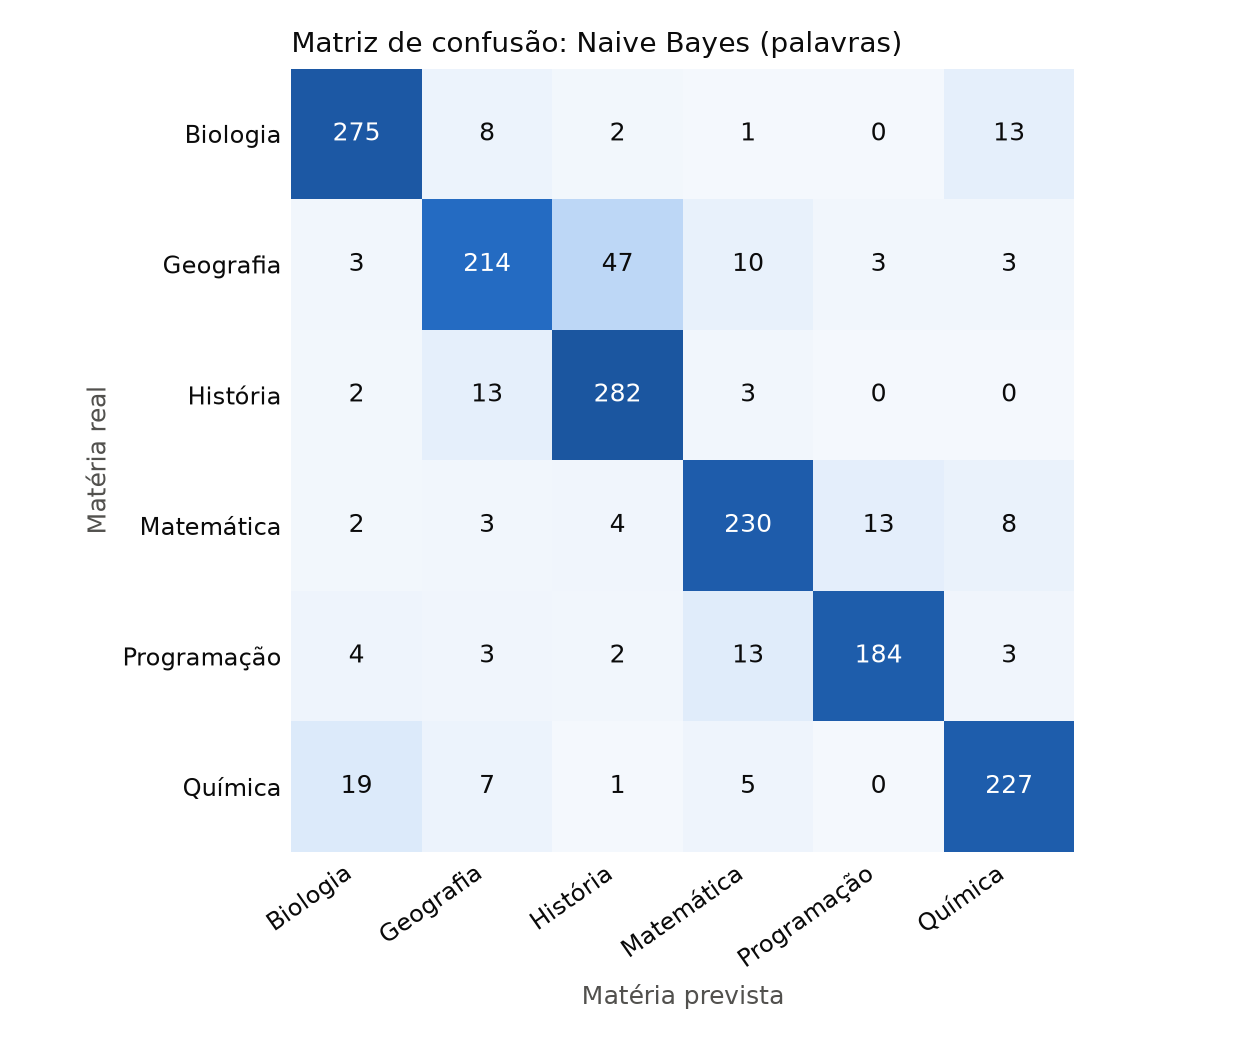 Matriz de confusão: Naive Bayes (palavras)
Biologia 275 8 2 1 0 13
Geografia 3 214 47 10 3 3
História 2 13 282 3 0 0
Matemática 2 3 4 230 13 8
Programação 4 3 2 13 184 3
Química 19 7 1 5 0 227
Matéria real
Biologia Geografia História Matemática Programação Química
Matéria prevista